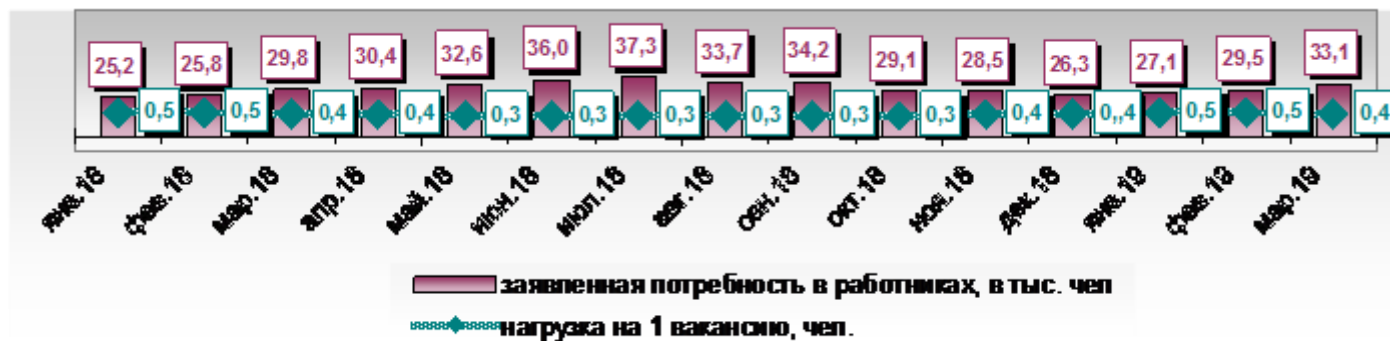 25,2 25,8 29,8 30,4 32,6 36,0 37,3 33,7 34,2 29,1 28,5 26,3 27,1 29,5 33,1
0,5 0,5 0,4 0,4 0,3 0,3 0,3 0,3 0,3 0,3 0,4 0,,4 0,5 0,5 0,4
янв.18 фев.18 мар.18 апр.18 май.18 июн.18 июл.18 авг.18 сен.18 окт.18 ноя.18 дек.18 янв.19 фев.19 мар.19
заявленная потребность в работниках, в тыс. чел
нагрузка на 1 вакансию, чел.